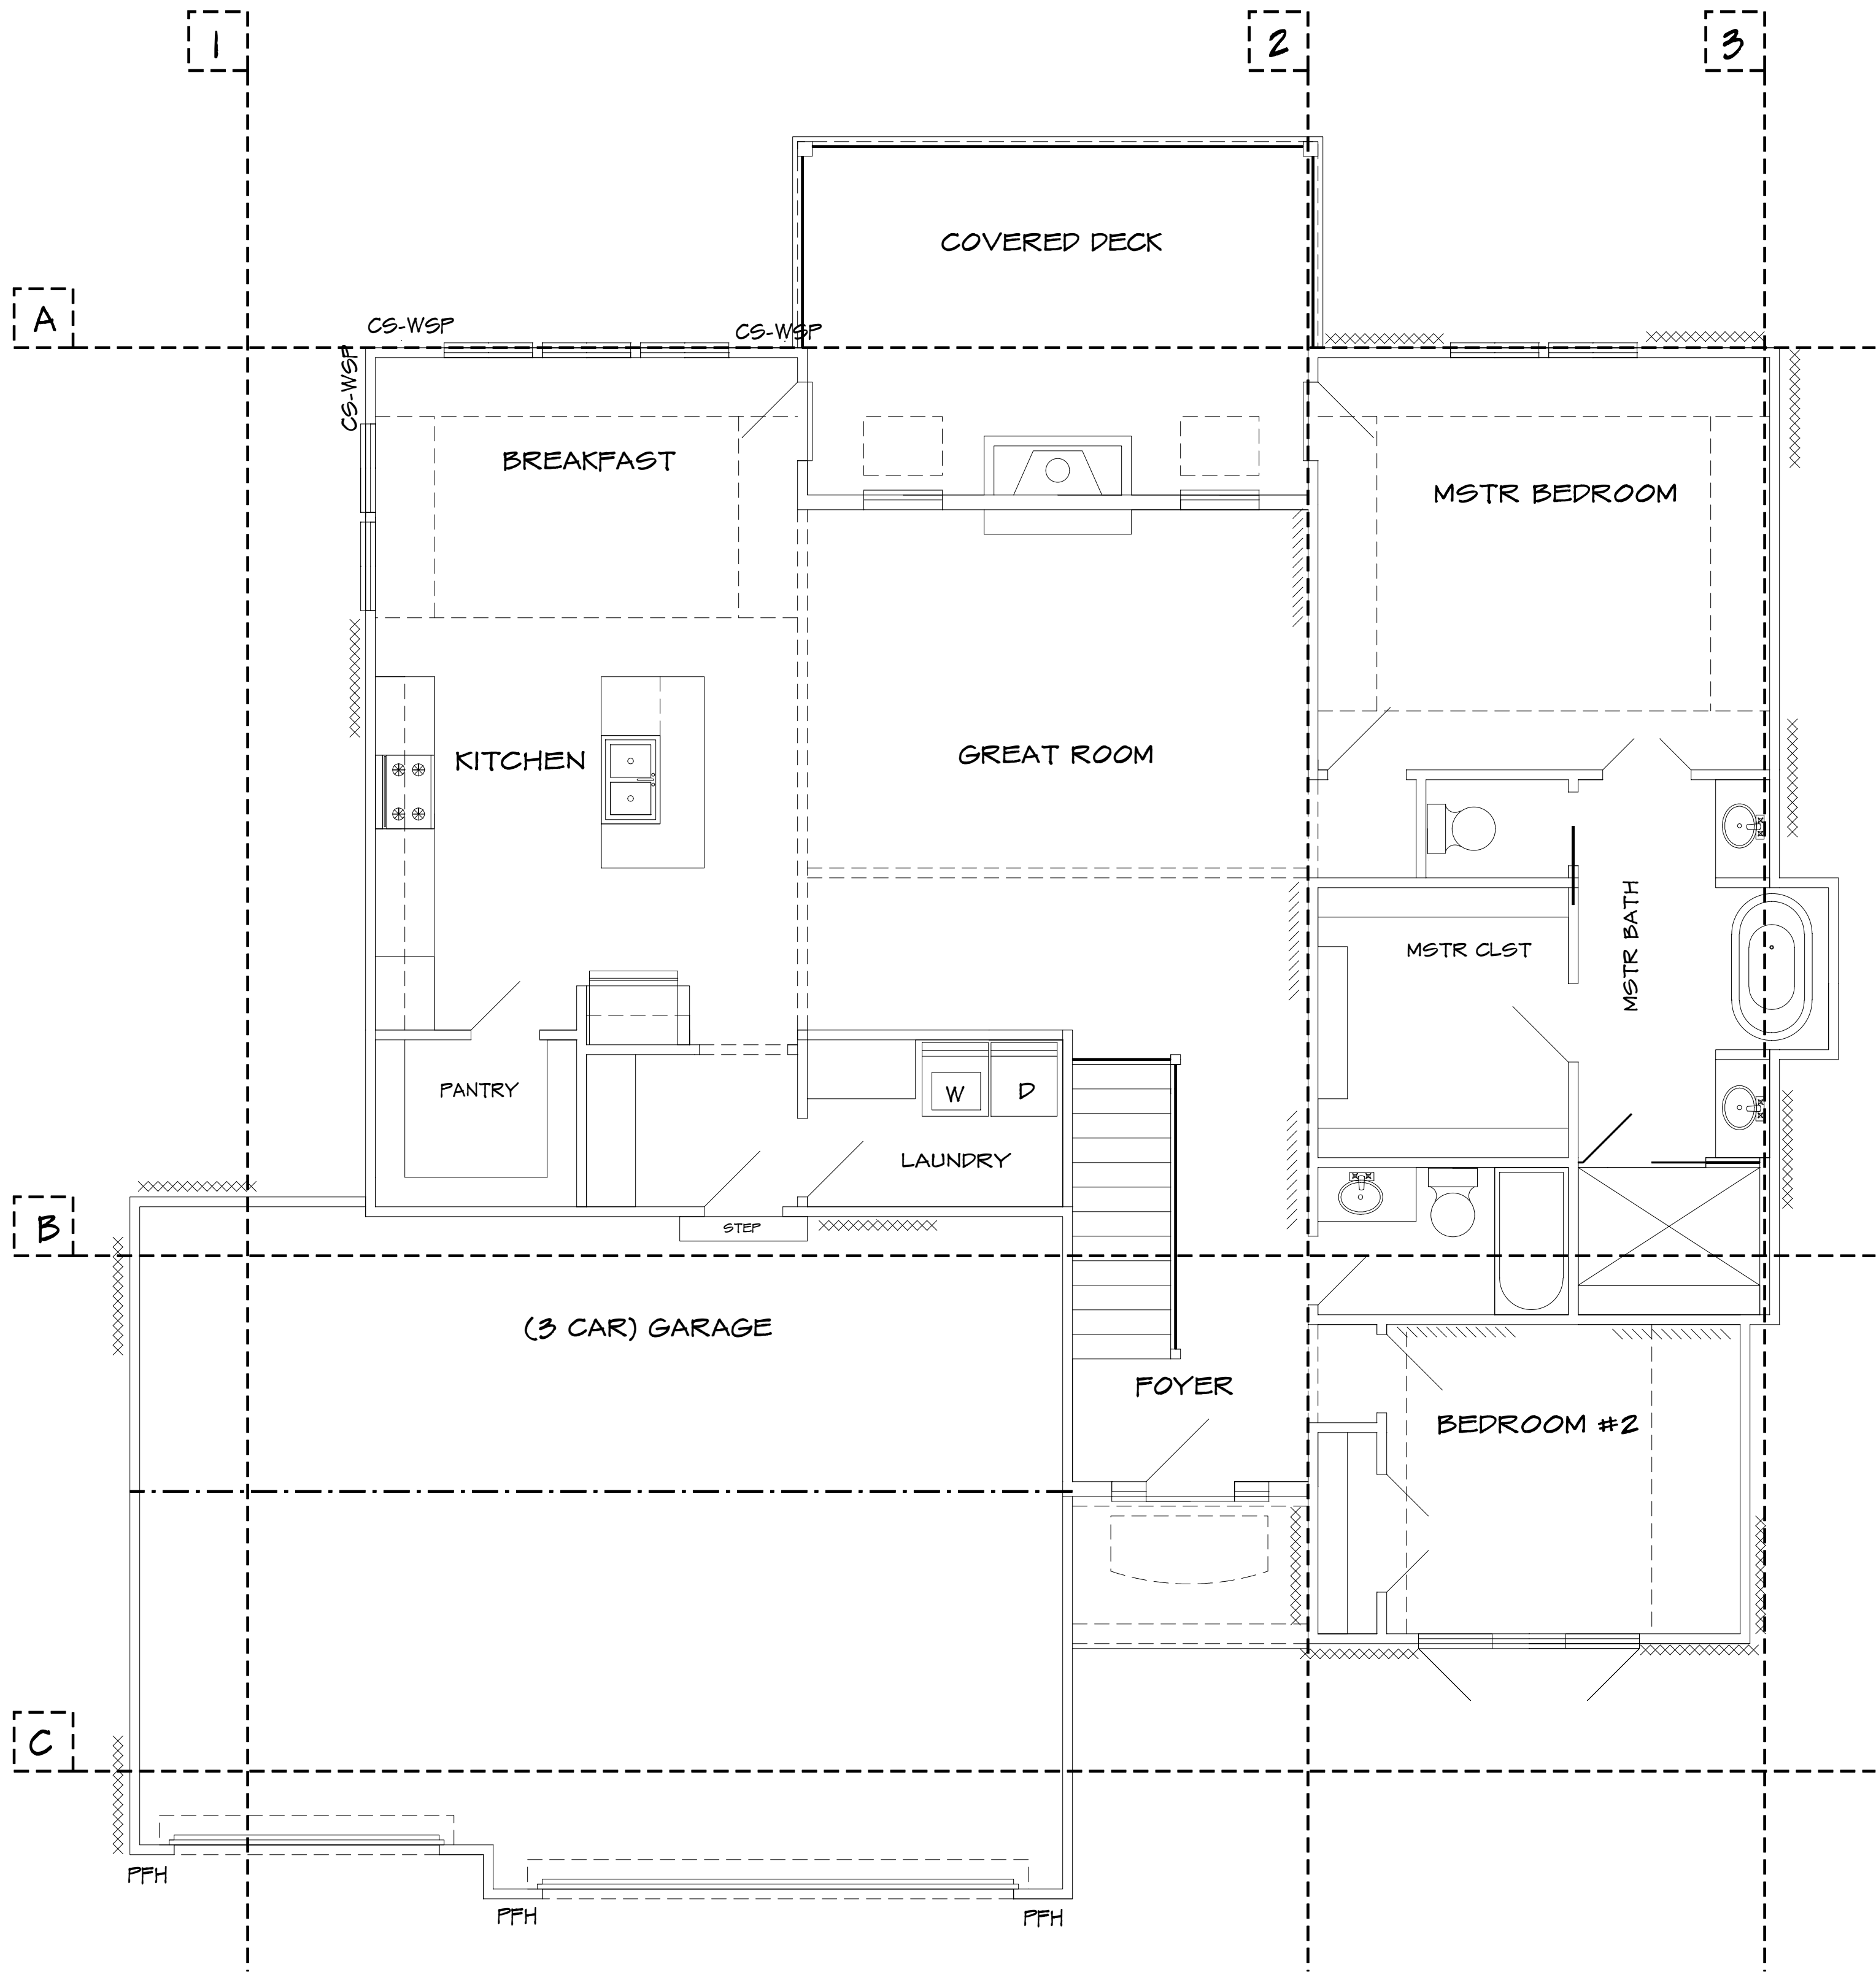 1
2
3
COVERED DECK
A
CS-WSP
CS-WSP
CS-WSP
BREAKFAST
MSTR BEDROOM
KITCHEN
GREAT ROOM
MSTR BATH
MSTR CLST
PANTRY
W
D
LAUNDRY
B
STEP
(3 CAR) GARAGE
FOYER
BEDROOM #2
C
PFH
PFH
PFH